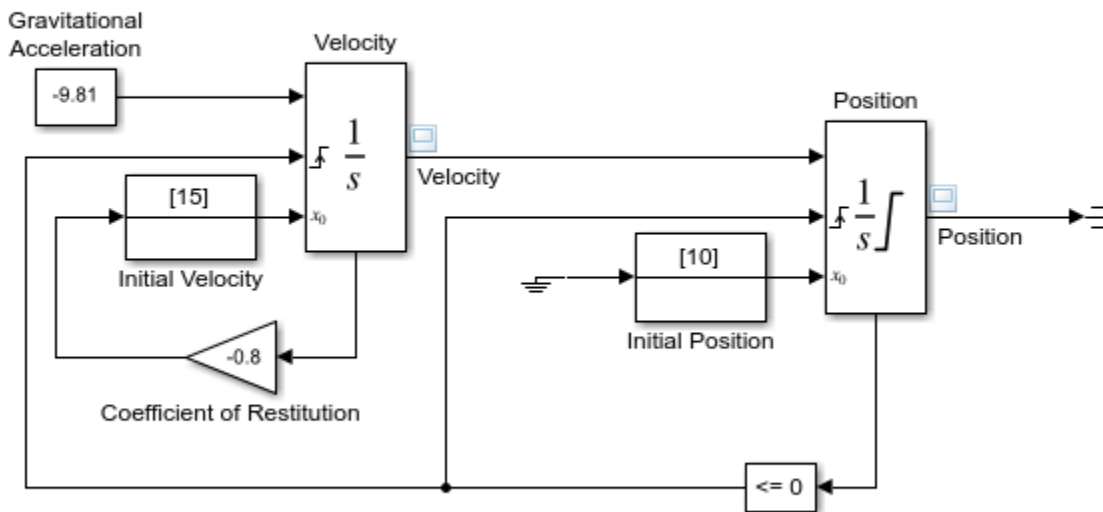 Gravitational
Acceleration
-9.81
Velocity
1
s
x₀
Velocity
[15]
Initial Velocity
-0.8
Coefficient of Restitution
Position
1
s
x₀
Position
[10]
Initial Position
<= 0